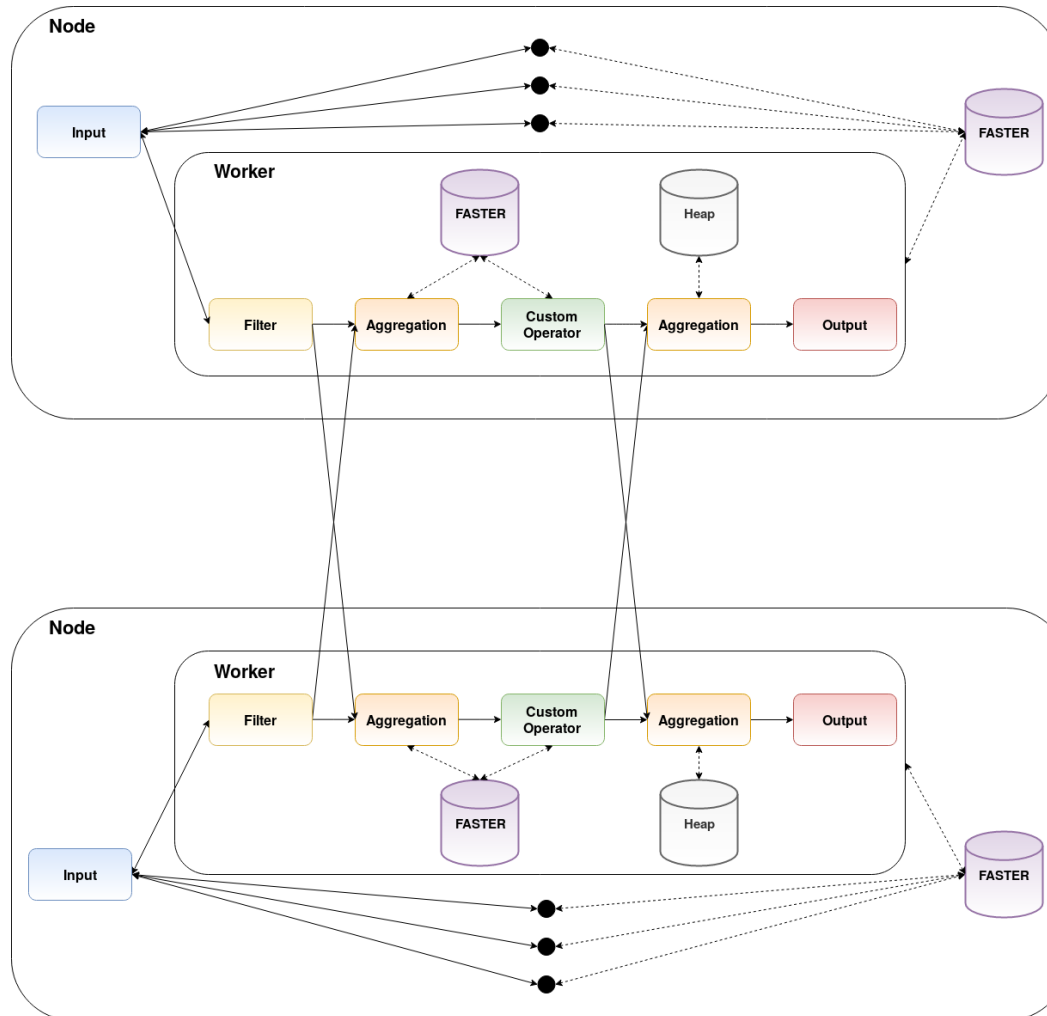 Node
Input
FASTER
Worker
FASTER
Heap
Filter
Aggregation
Custom
Operator
Aggregation
Output
Node
Worker
Filter
Aggregation
Custom
Operator
Aggregation
Output
FASTER
Heap
Input
FASTER